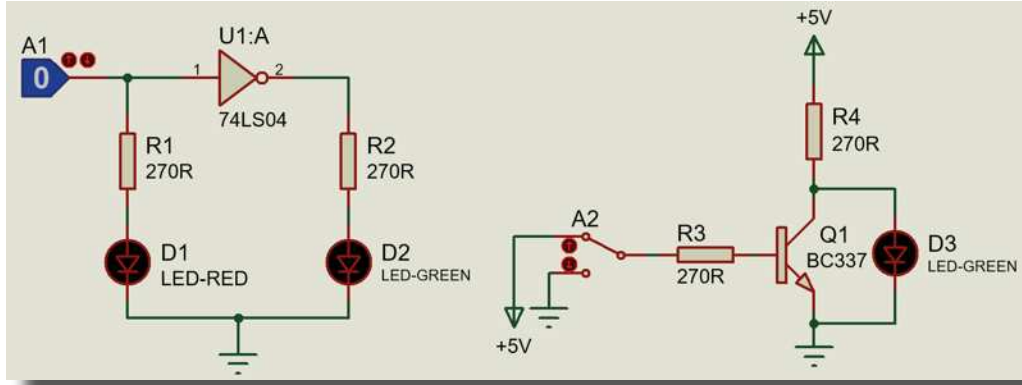 A1
0
U1:A
1
2
74LS04
R1
270R
R2
270R
D1
LED-RED
D2
LED-GREEN
+5V
R4
270R
A2
R3
270R
Q1
BC337
D3
LED-GREEN
+5V